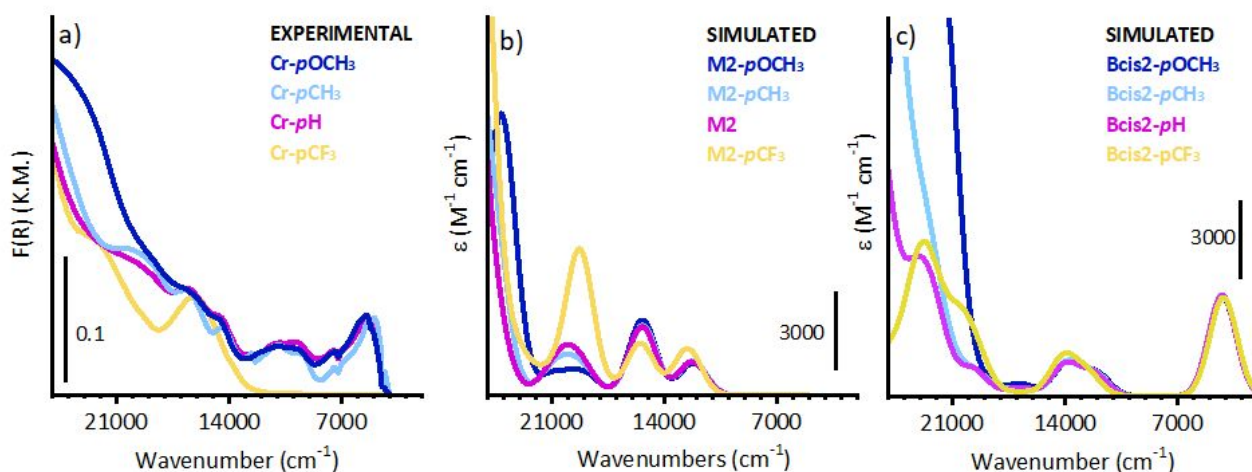 a)
EXPERIMENTAL
Cr-pOCH₃
Cr-pCH₃
Cr-pH
Cr-pCF₃
F(R) (K.M.)
0.1
21000 14000 7000
Wavenumber (cm⁻¹)
b)
SIMULATED
M2-pOCH₃
M2-pCH₃
M2
M2-pCF₃
ε (M⁻¹ cm⁻¹)
3000
21000 14000 7000
Wavenumbers (cm⁻¹)
c)
SIMULATED
Bcis2-pOCH₃
Bcis2-pCH₃
Bcis2-pH
Bcis2-pCF₃
ε (M⁻¹ cm⁻¹)
3000
21000 14000 7000
Wavenumber (cm⁻¹)